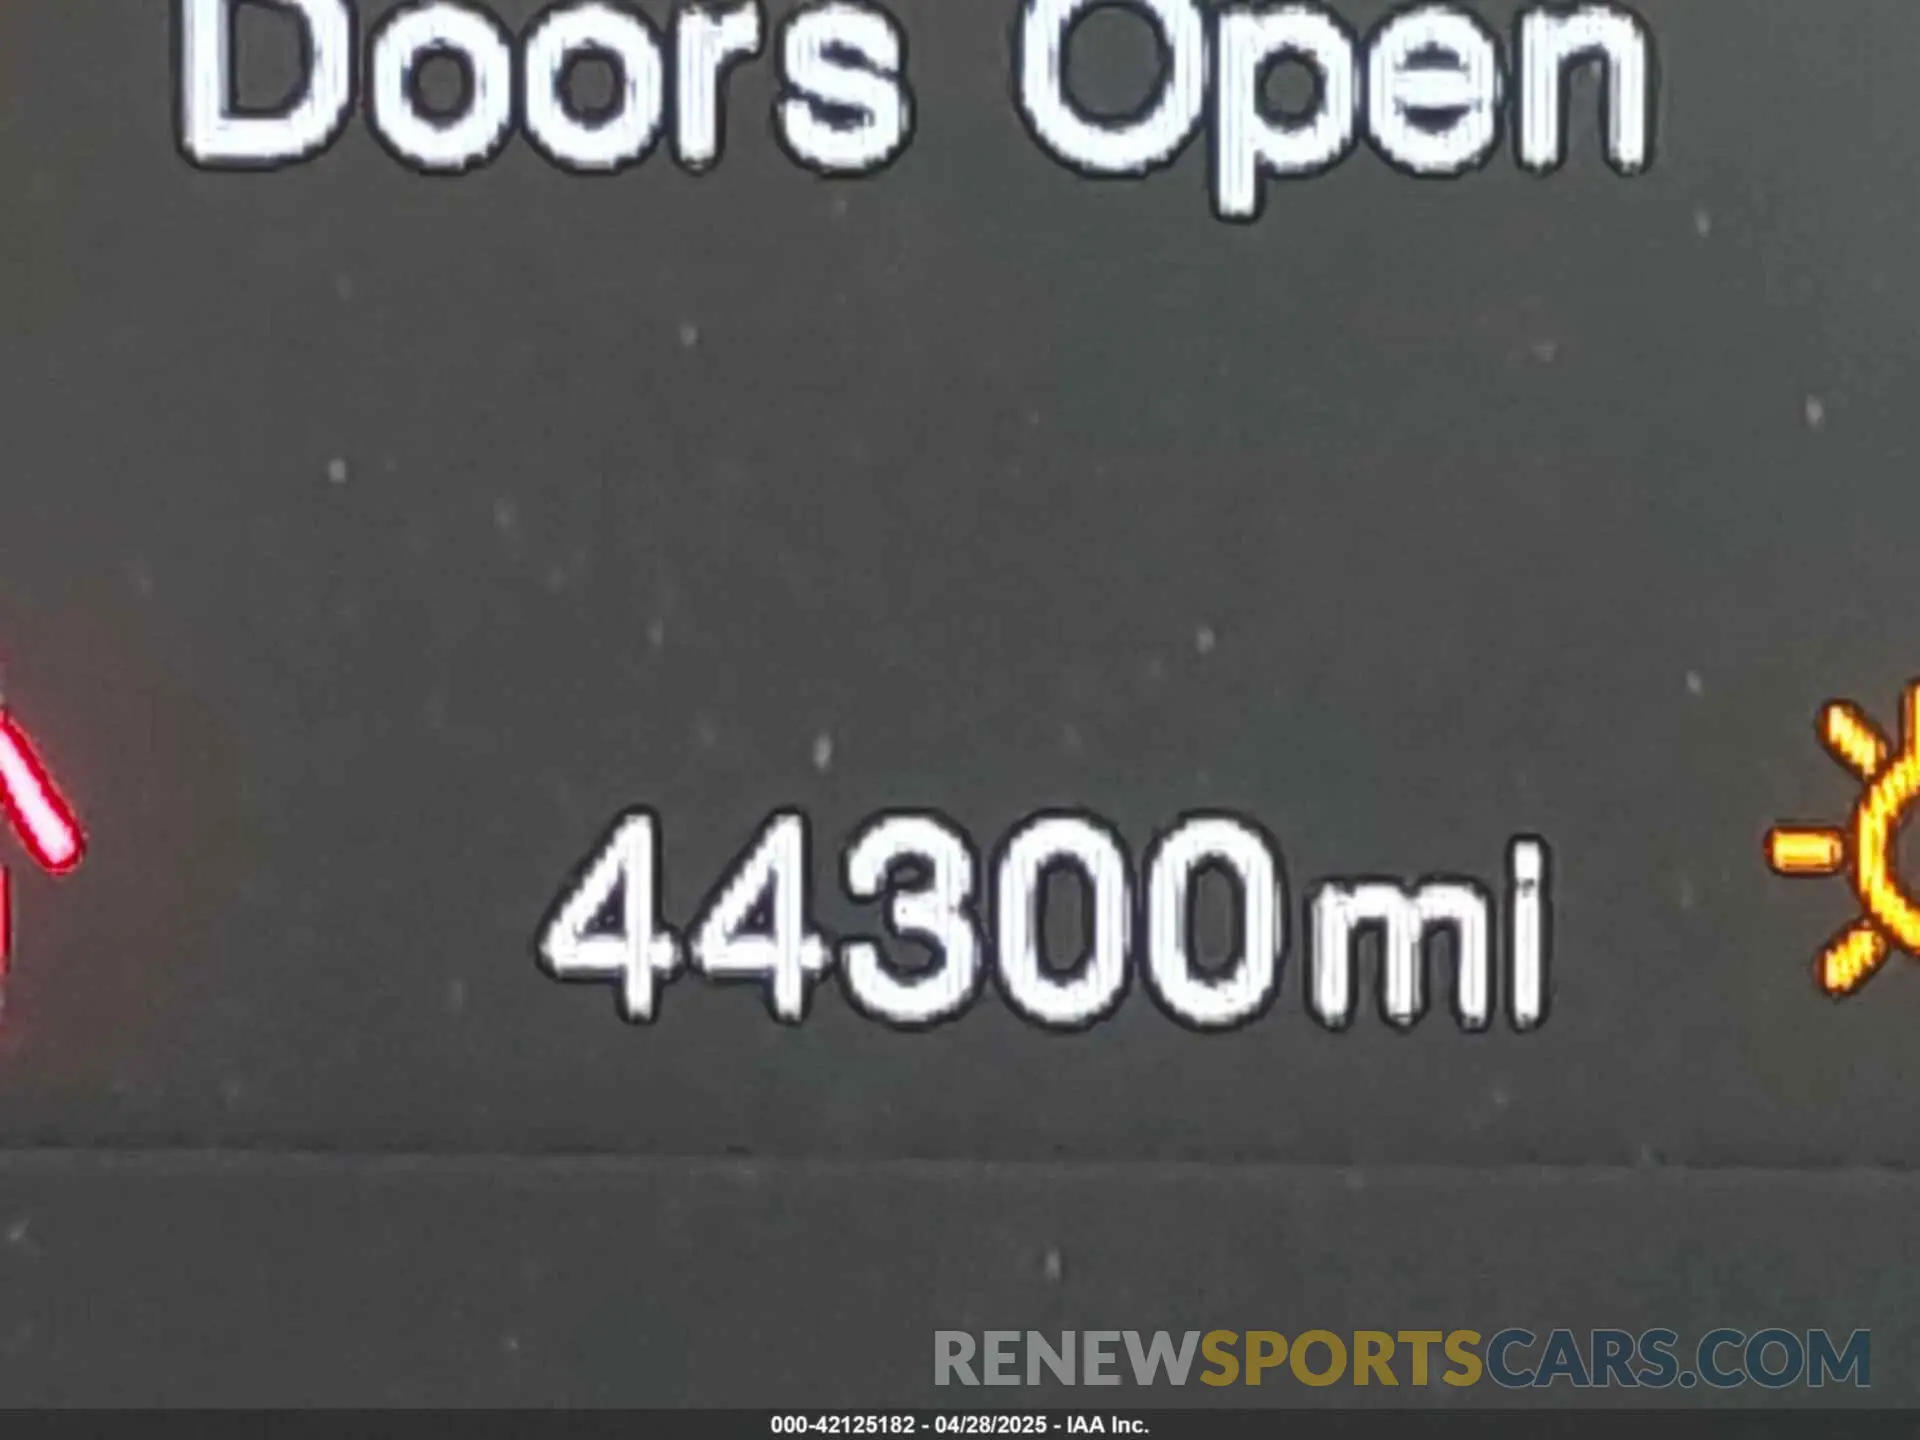 Doors Open
44300mi
RENEWSPORTSCARS.COM
000-42125182 - 04/28/2025 - IAA Inc.